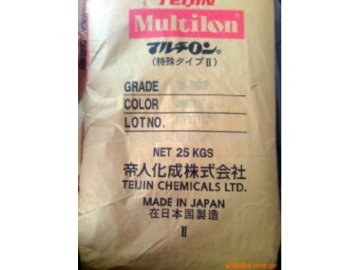 TEIJIN
Multilon®
マルチロン®
(特殊タイプⅡ)
GRADE
COLOR
LOT NO.
NET 25 KGS
帝人化成株式会社
TEIJIN CHEMICALS LTD.
MADE IN JAPAN
在日本国製造
Ⅱ